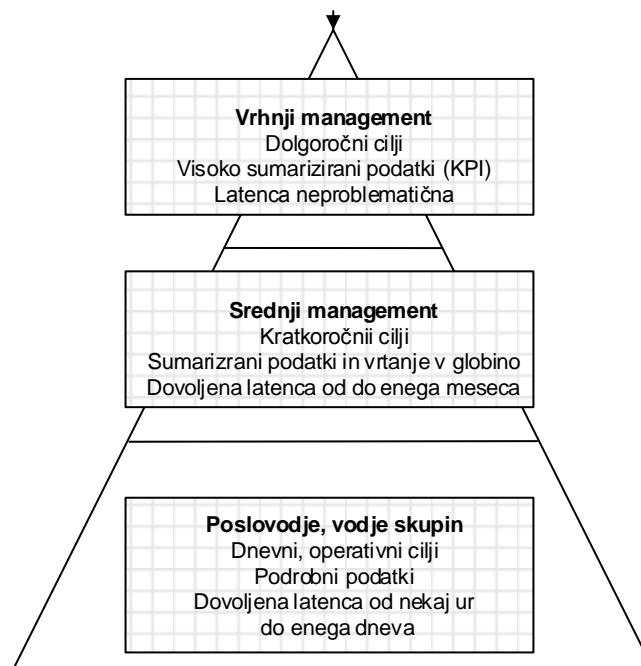 Vrhnji management
Dolgoročni cilji
Visoko sumarizirani podatki (KPI)
Latenca neproblematična
Srednji management
Kratkoročnii cilji
Sumarizrani podatki in vrtanje v globino
Dovoljena latenca od do enega meseca
Poslovodje, vodje skupin
Dnevni, operativni cilji
Podrobni podatki
Dovoljena latenca od nekaj ur
do enega dneva